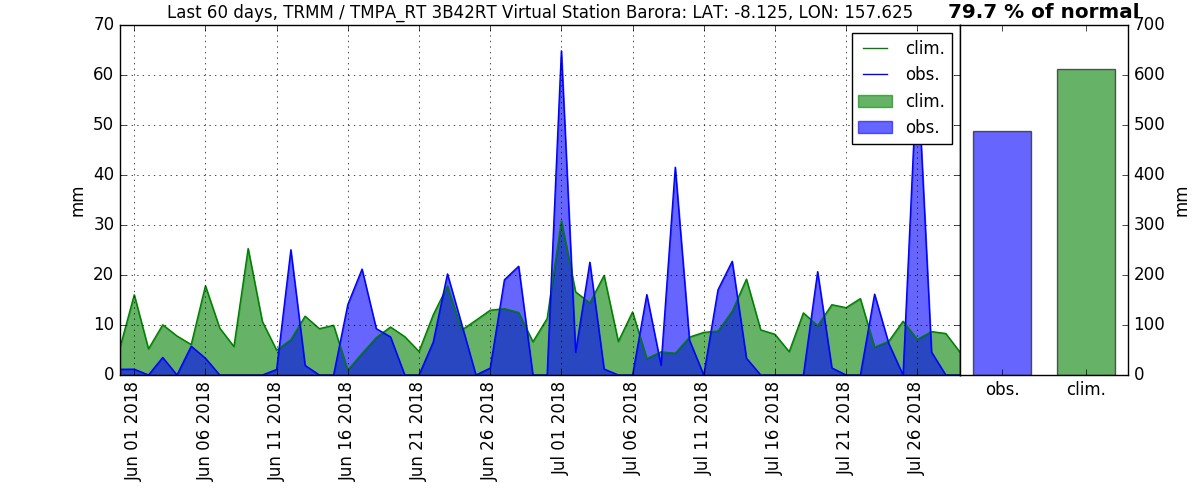 Last 60 days, TRMM / TMPA_RT 3B42RT Virtual Station Barora: LAT: -8.125, LON: 157.625
79.7 % of normal
70
60
50
40
30
20
10
0
mm
clim.
obs.
clim.
obs.
Jun 01 2018
Jun 06 2018
Jun 11 2018
Jun 16 2018
Jun 21 2018
Jun 26 2018
Jul 01 2018
Jul 06 2018
Jul 11 2018
Jul 16 2018
Jul 21 2018
Jul 26 2018
700
600
500
400
300
200
100
0
mm
obs.
clim.